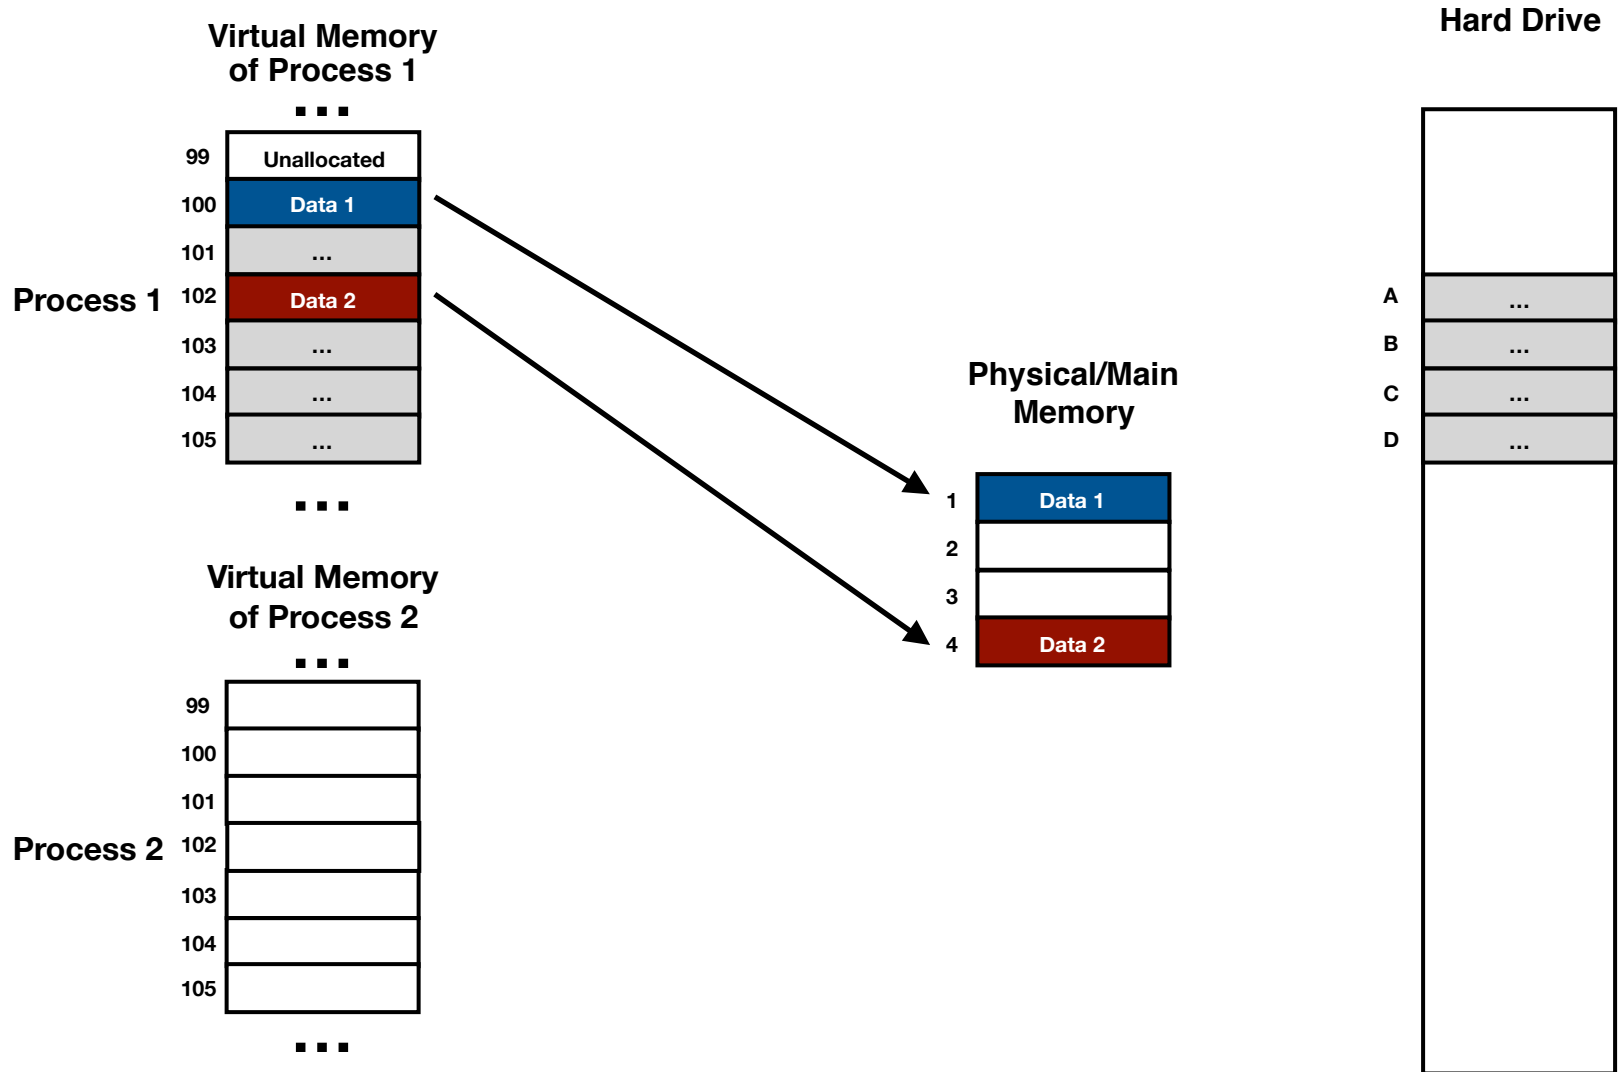 Virtual Memory
of Process 1
...
99 Unallocated
100 Data 1
101 ...
Process 1 102 Data 2
103 ...
104 ...
105 ...
...
Virtual Memory
of Process 2
...
99
100
101
Process 2 102
103
104
105
...
Physical/Main
Memory
1 Data 1
2
3
4 Data 2
Hard Drive
A ...
B ...
C ...
D ...